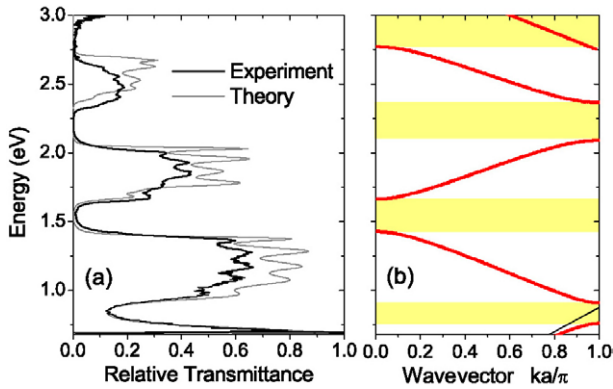 3.0
2.5
2.0
1.5
1.0
Energy (eV)
Experiment
Theory
(a)
(b)
0.0 0.2 0.4 0.6 0.8 1.0
0.0 0.2 0.4 0.6 0.8 1.0
Relative Transmittance
Wavevector ka/π